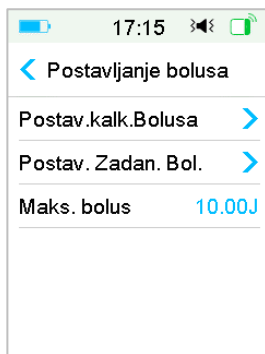 17:15
Postavljanje bolusa
Postav.kalk.Bolusa
Postav. Zadan. Bol.
Maks. bolus 10.00J